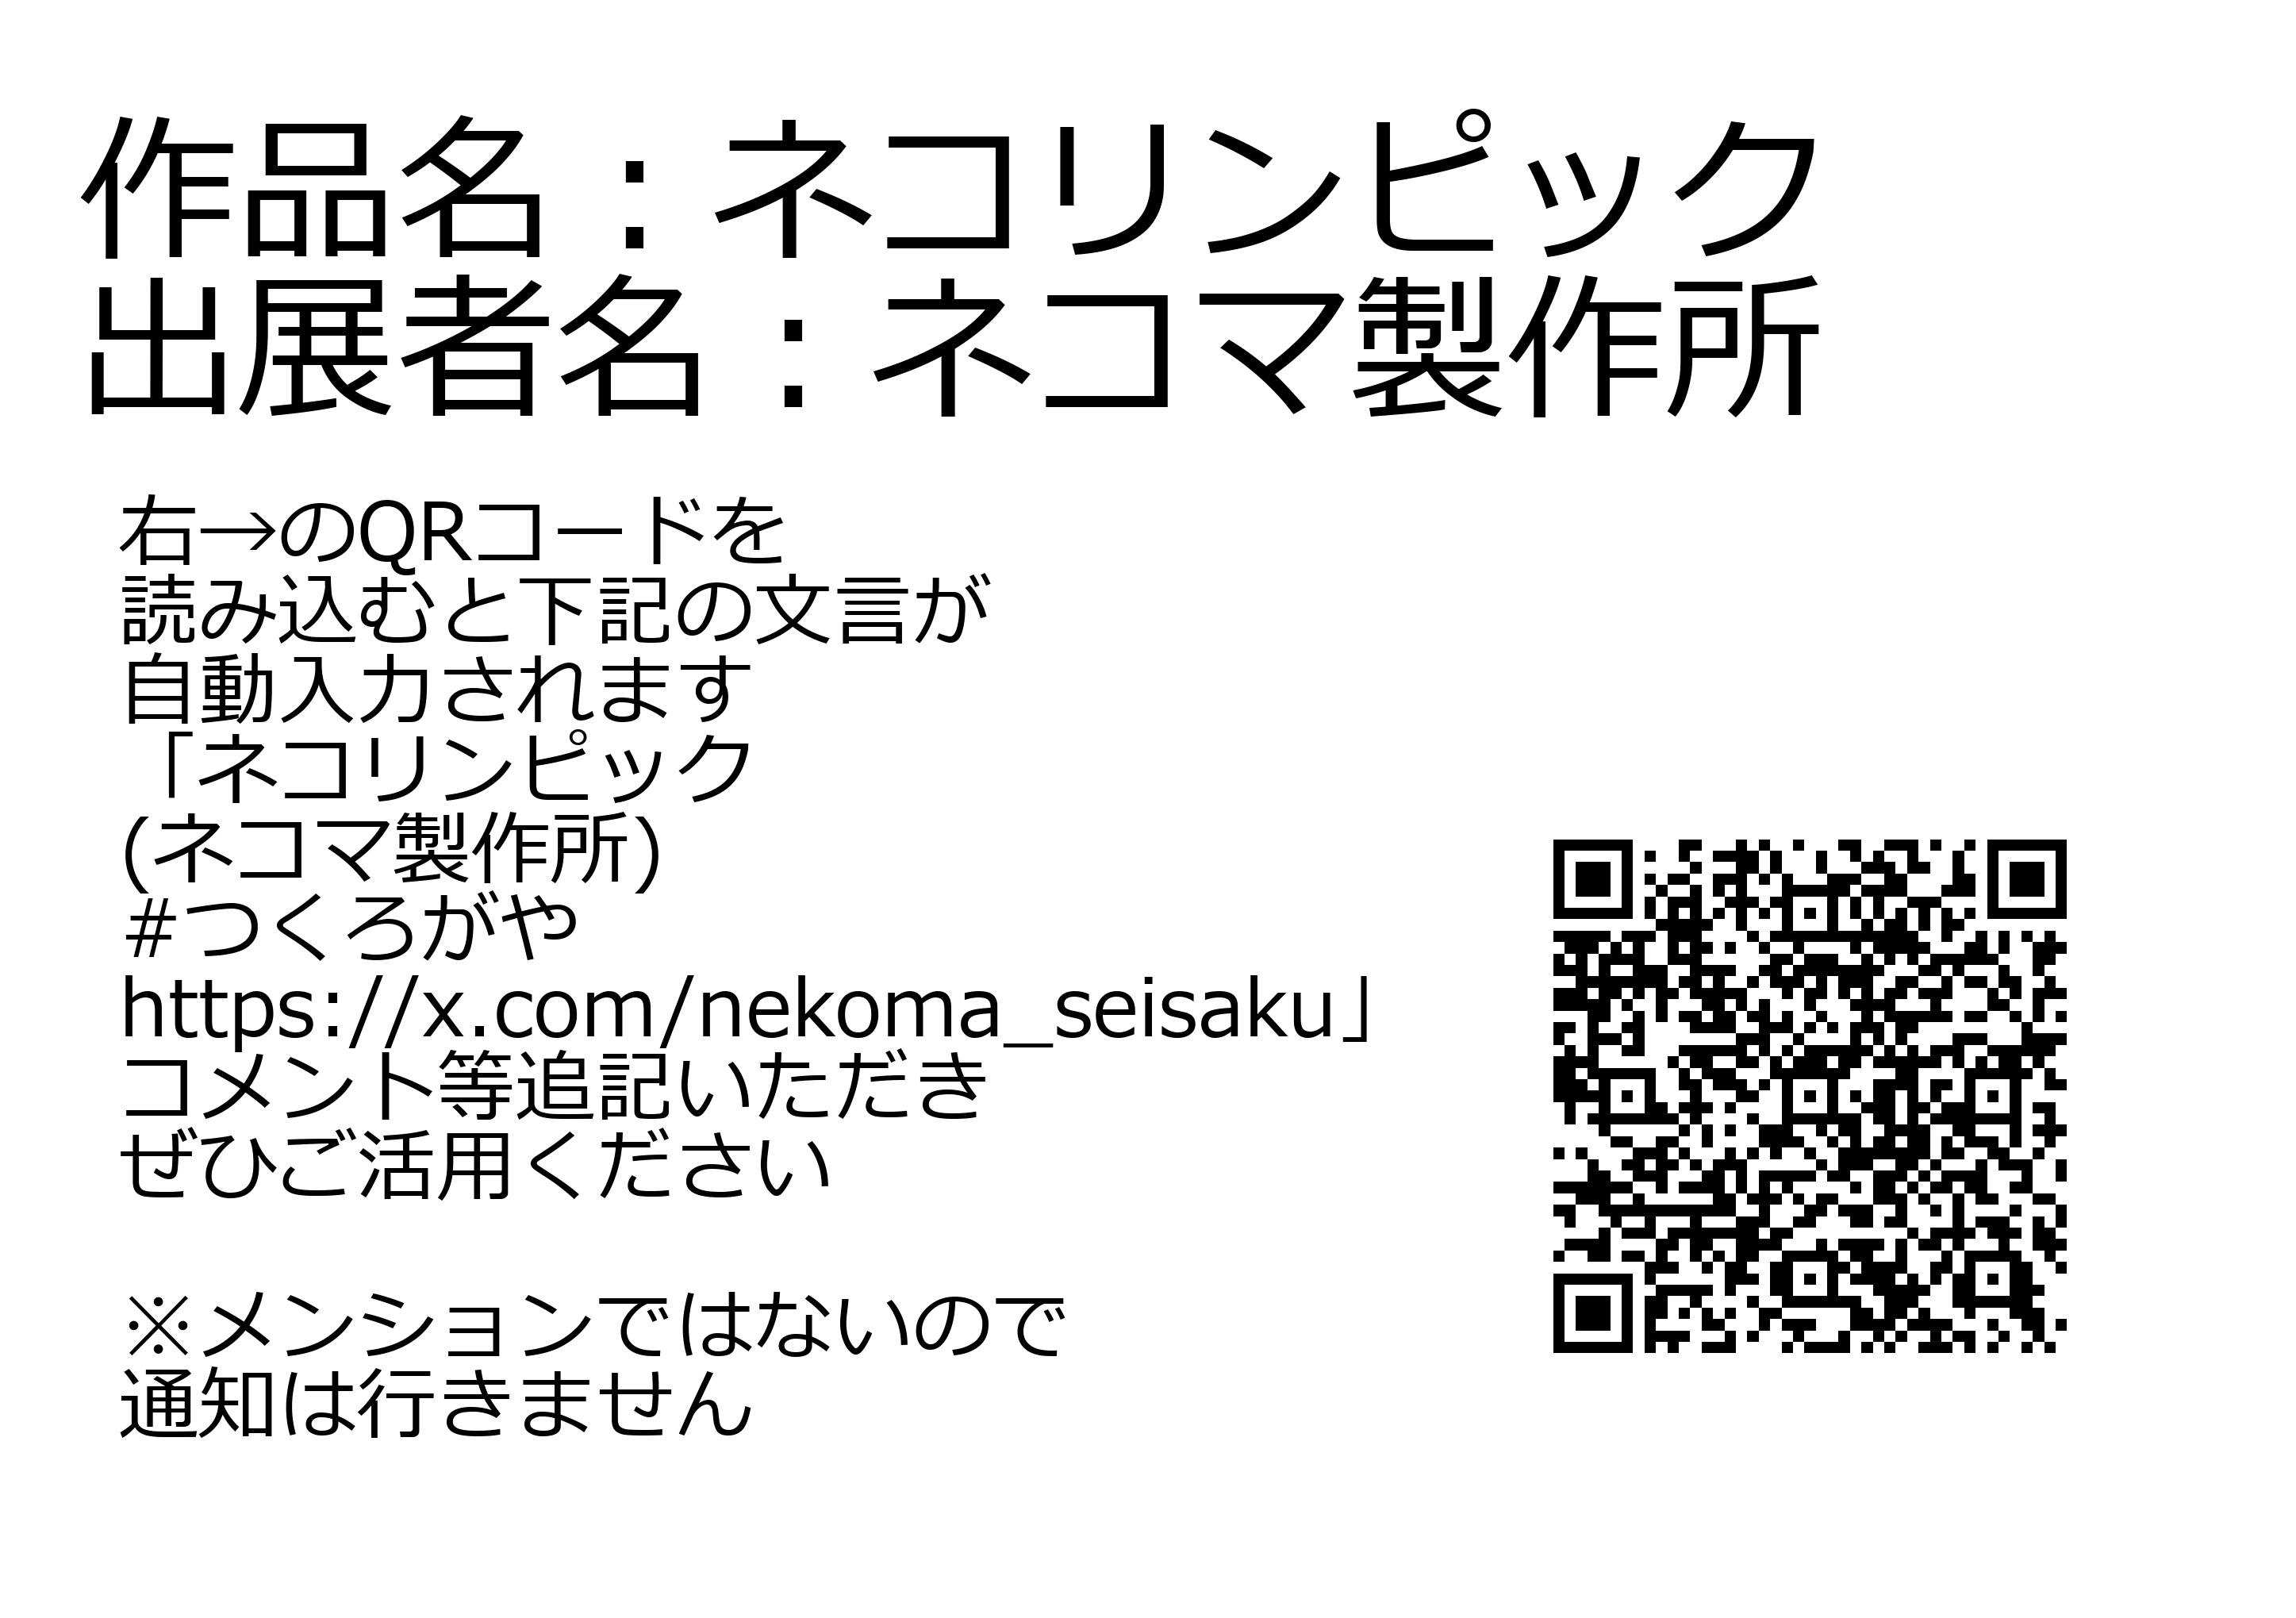 作品名：ネコリンピック
出展者名：ネコマ製作所
右→のQRコードを
読み込むと下記の文言が
自動入力されます
「ネコリンピック
(ネコマ製作所)
#つくろがや
https://x.com/nekoma_seisaku」
コメント等追記いただき
ぜひご活用ください
※メンションではないので
通知は行きません